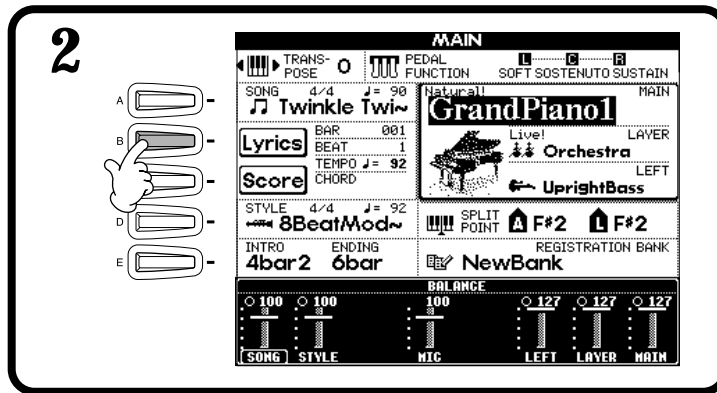 2
MAIN
TRANS-
POSE 0
PEDAL
FUNCTION
L C R
SOFT SOSTENUTO SUSTAIN
A
SONG 4/4 ♩= 90
♫ Twinkle Twi~
Natural! MAIN
GrandPiano1
B
Lyrics
BAR 001
BEAT 1
Live! LAYER
Orchestra
Score
TEMPO ♩= 92
CHORD
LEFT
UprightBass
D
STYLE 4/4 ♩= 92
8BeatMod~
SPLIT
POINT A F#2 L F#2
E
INTRO ENDING
4bar2 6bar
REGISTRATION BANK
NewBank
BALANCE
100 100 100 127 127 127
SONG STYLE MIC LEFT LAYER MAIN